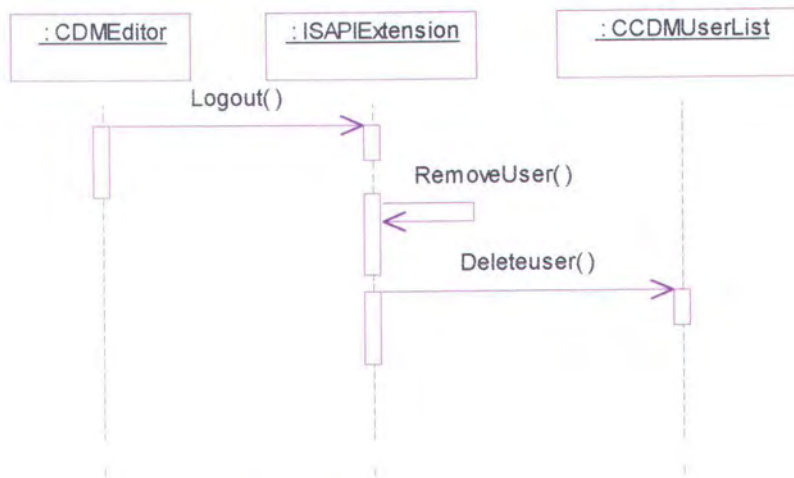 : CDMEditor
: ISAPIExtension
: CCDMUserList
Logout( )
RemoveUser( )
Deleteuser( )